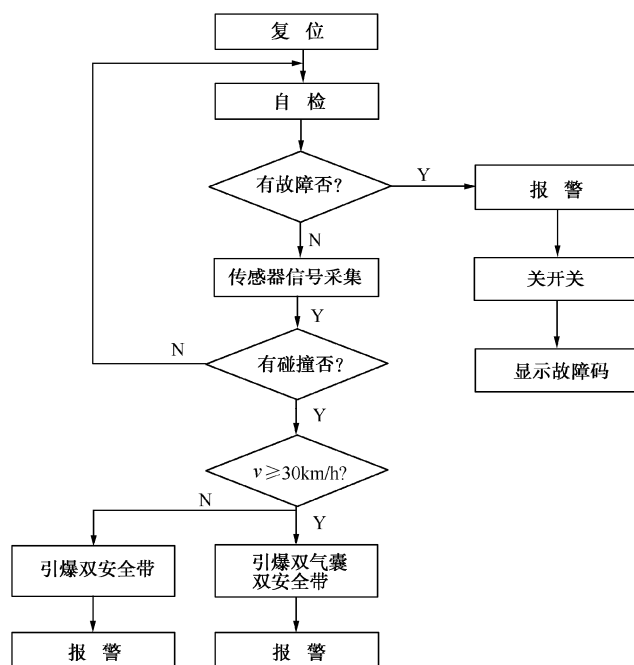 复 位
自 检
有故障否?
Y
报 警
N
传感器信号采集
关开关
Y
N
有碰撞否?
显示故障码
Y
v≥30km/h?
N
Y
引爆双安全带
引爆双气囊
双安全带
报 警
报 警